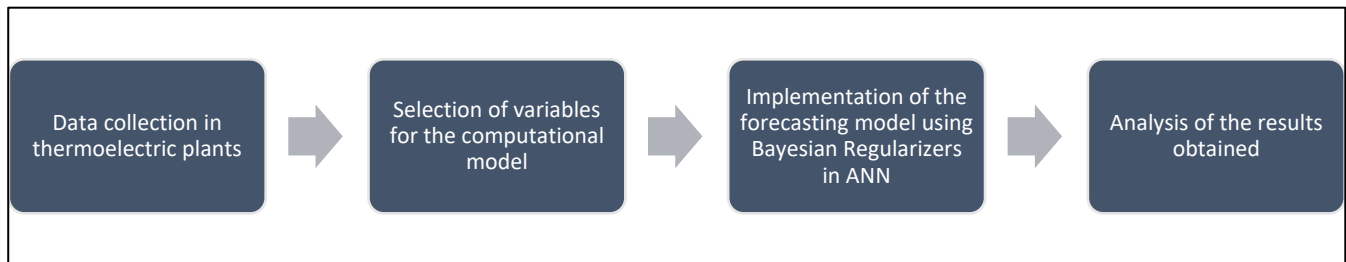 Data collection in
thermoelectric plants
Selection of variables
for the computational
model
Implementation of the
forecasting model using
Bayesian Regularizers
in ANN
Analysis of the results
obtained